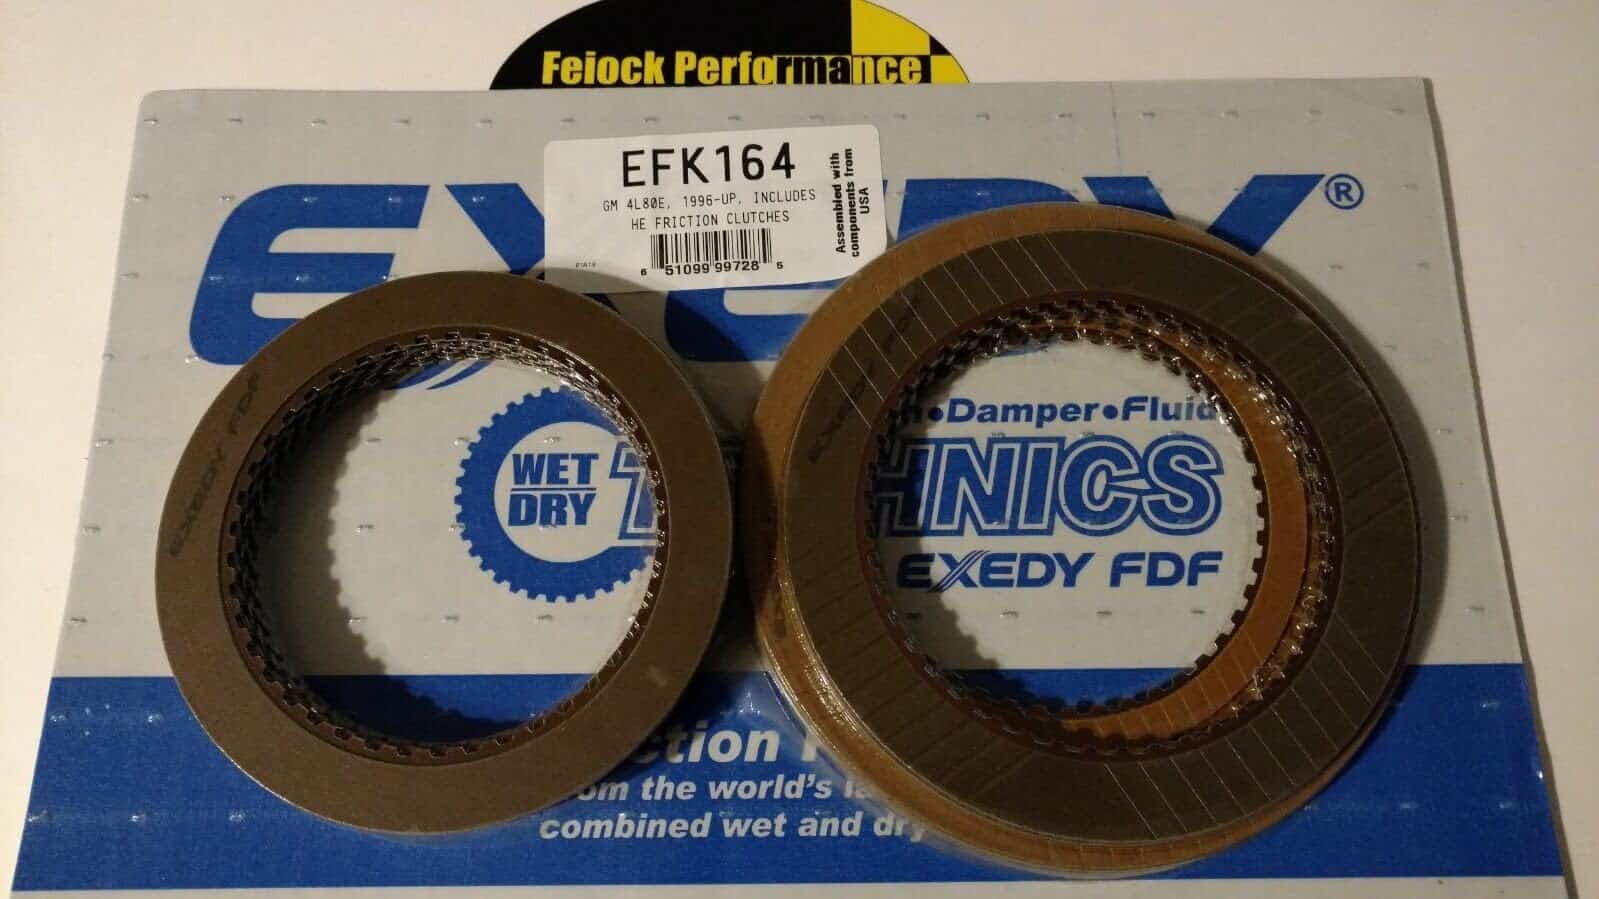 Feiock Performance
EXEDY®
EFK164
GM 4L80E, 1996-UP, INCLUDES
HE FRICTION CLUTCHES
Assembled with
components from
USA
6 51099 99728 5
EXEDY FDF
EXEDY FDF
n•Damper•Fluid
WET
DRY
T HNICS
EXEDY FDF
ction
om the world's
combined wet and dry